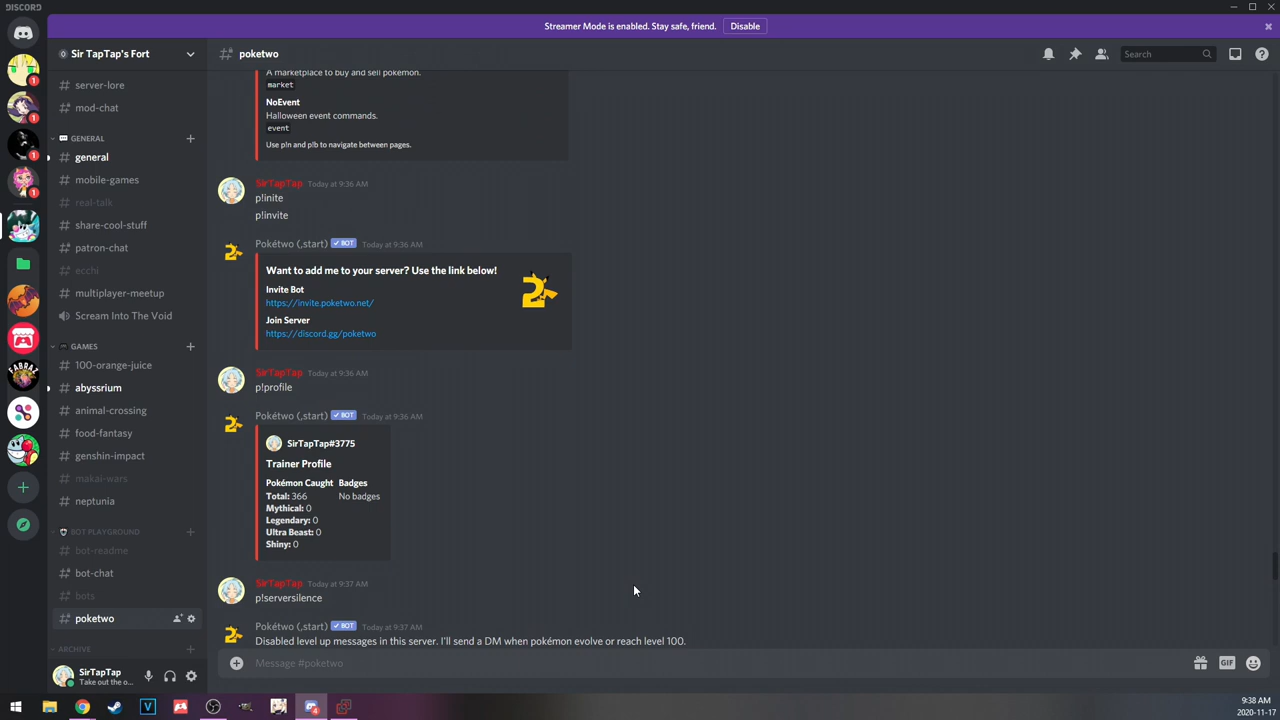 DISCORD
Streamer Mode is enabled. Stay safe, friend.
Disable
Sir TapTap's Fort
poketwo
Search
server-lore
mod-chat
GENERAL
general
mobile-games
real-talk
share-cool-stuff
patron-chat
ecchi
multiplayer-meetup
Scream Into The Void
GAMES
100-orange-juice
abyssrium
animal-crossing
food-fantasy
genshin-impact
makai-wars
neptunia
BOT PLAYGROUND
bot-readme
bot-chat
bots
poketwo
ARCHIVE
SirTapTap
Take out the o...
1
1
1
1
FABRAZ
A marketplace to buy and sell pokemon.
market
NoEvent
Halloween event commands.
event
Use p!n and p!b to navigate between pages.
SirTapTap Today at 9:36 AM
p!inite
p!invite
Pokétwo (,start) BOT Today at 9:36 AM
Want to add me to your server? Use the link below!
Invite Bot
https://invite.poketwo.net/
Join Server
https://discord.gg/poketwo
2
SirTapTap Today at 9:36 AM
p!profile
Pokétwo (,start) BOT Today at 9:36 AM
SirTapTap#3775
Trainer Profile
Pokémon Caught Badges
Total: 366 No badges
Mythical: 0
Legendary: 0
Ultra Beast: 0
Shiny: 0
SirTapTap Today at 9:37 AM
p!serversilence
Pokétwo (,start) BOT Today at 9:37 AM
Disabled level up messages in this server. I'll send a DM when pokémon evolve or reach level 100.
Message #poketwo
GIF
9:38 AM
2020-11-17